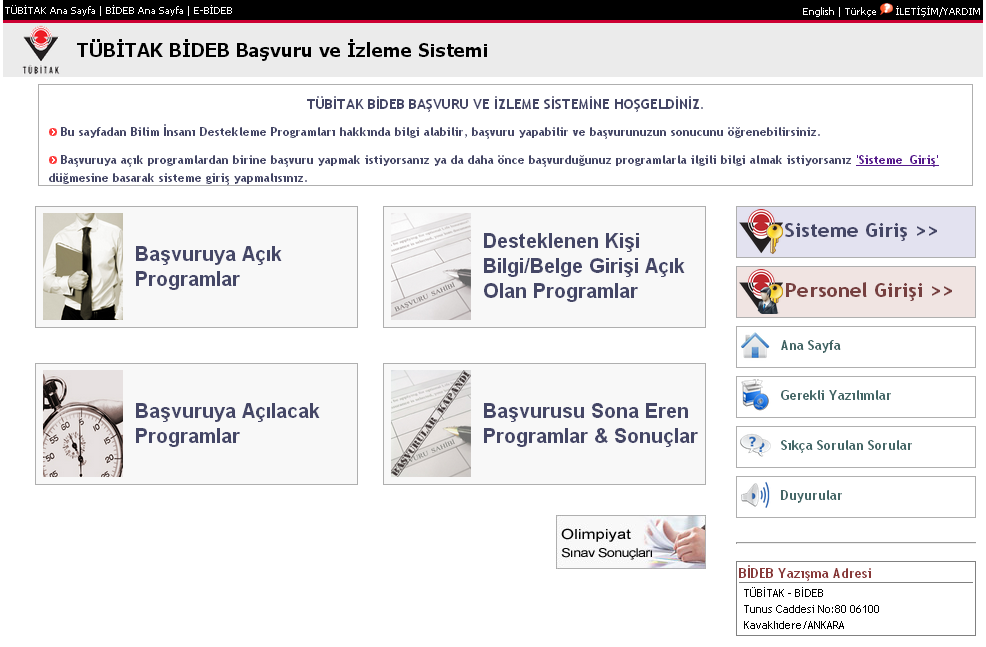 TÜBİTAK Ana Sayfa | BİDEB Ana Sayfa | E-BİDEB
English | Türkçe İLETİŞİM/YARDIM
TÜBİTAK
TÜBİTAK BİDEB Başvuru ve İzleme Sistemi
TÜBİTAK BİDEB BAŞVURU VE İZLEME SİSTEMİNE HOŞGELDİNİZ.
Bu sayfadan Bilim İnsanı Destekleme Programları hakkında bilgi alabilir, başvuru yapabilir ve başvurunuzun sonucunu öğrenebilirsiniz.
Başvuruya açık programlardan birine başvuru yapmak istiyorsanız ya da daha önce başvurduğunuz programlarla ilgili bilgi almak istiyorsanız 'Sisteme Giriş'
düğmesine basarak sisteme giriş yapmalısınız.
Başvuruya Açık
Programlar
BAŞVURU SAHİBİ
Desteklenen Kişi
Bilgi/Belge Girişi Açık
Olan Programlar
Başvuruya Açılacak
Programlar
BAŞVURULAR KAPANDI
BAŞVURU SAHİBİ
Başvurusu Sona Eren
Programlar & Sonuçlar
Olimpiyat
Sınav Sonuçları
Sisteme Giriş >>
Personel Girişi >>
Ana Sayfa
Gerekli Yazılımlar
Sıkça Sorulan Sorular
Duyurular
BİDEB Yazışma Adresi
TÜBİTAK - BİDEB
Tunus Caddesi No:80 06100
Kavaklıdere/ANKARA